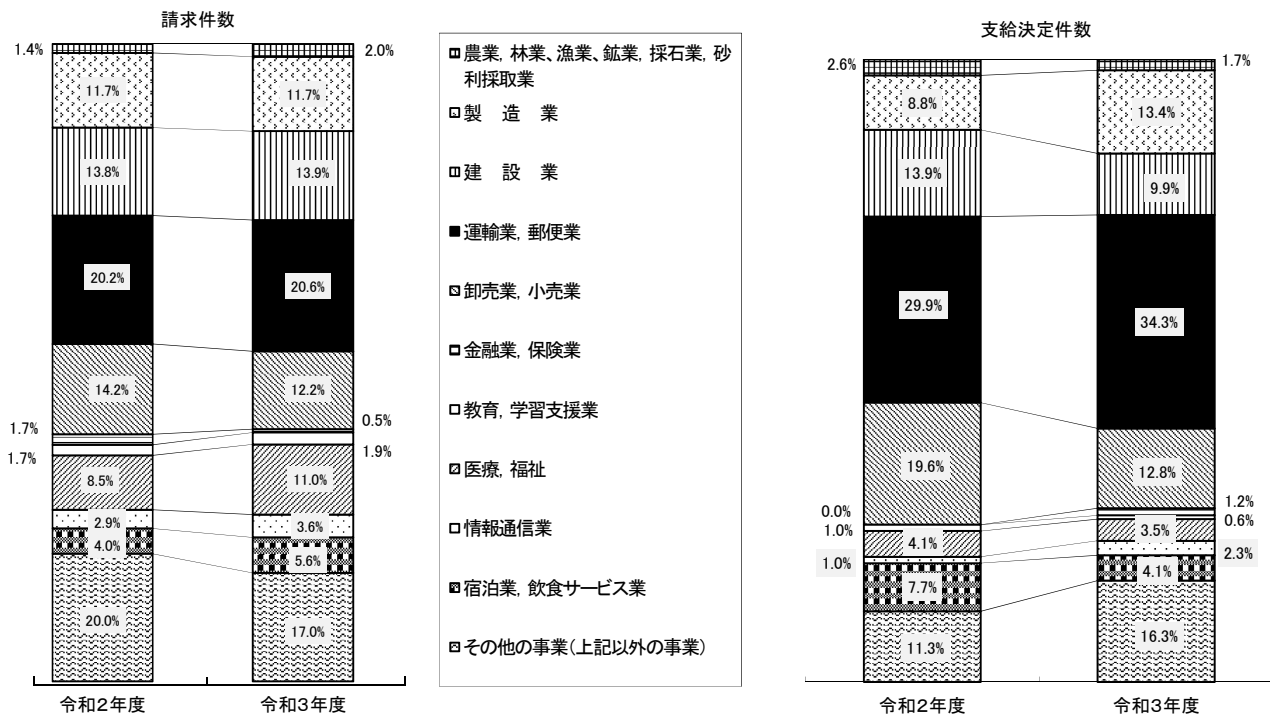 請求件数
1.4%
11.7%
13.8%
20.2%
14.2%
1.7%
1.7%
8.5%
2.9%
4.0%
20.0%
令和2年度
2.0%
11.7%
13.9%
20.6%
12.2%
0.5%
1.9%
11.0%
3.6%
5.6%
17.0%
令和3年度
農業, 林業、漁業、鉱業, 採石業, 砂
利採取業
製 造 業
建 設 業
運輸業, 郵便業
卸売業, 小売業
金融業, 保険業
教育, 学習支援業
医療, 福祉
情報通信業
宿泊業, 飲食サービス業
その他の事業(上記以外の事業)
支給決定件数
2.6%
8.8%
13.9%
29.9%
19.6%
0.0%
1.0%
4.1%
1.0%
7.7%
11.3%
令和2年度
1.7%
13.4%
9.9%
34.3%
12.8%
1.2%
0.6%
3.5%
2.3%
4.1%
16.3%
令和3年度